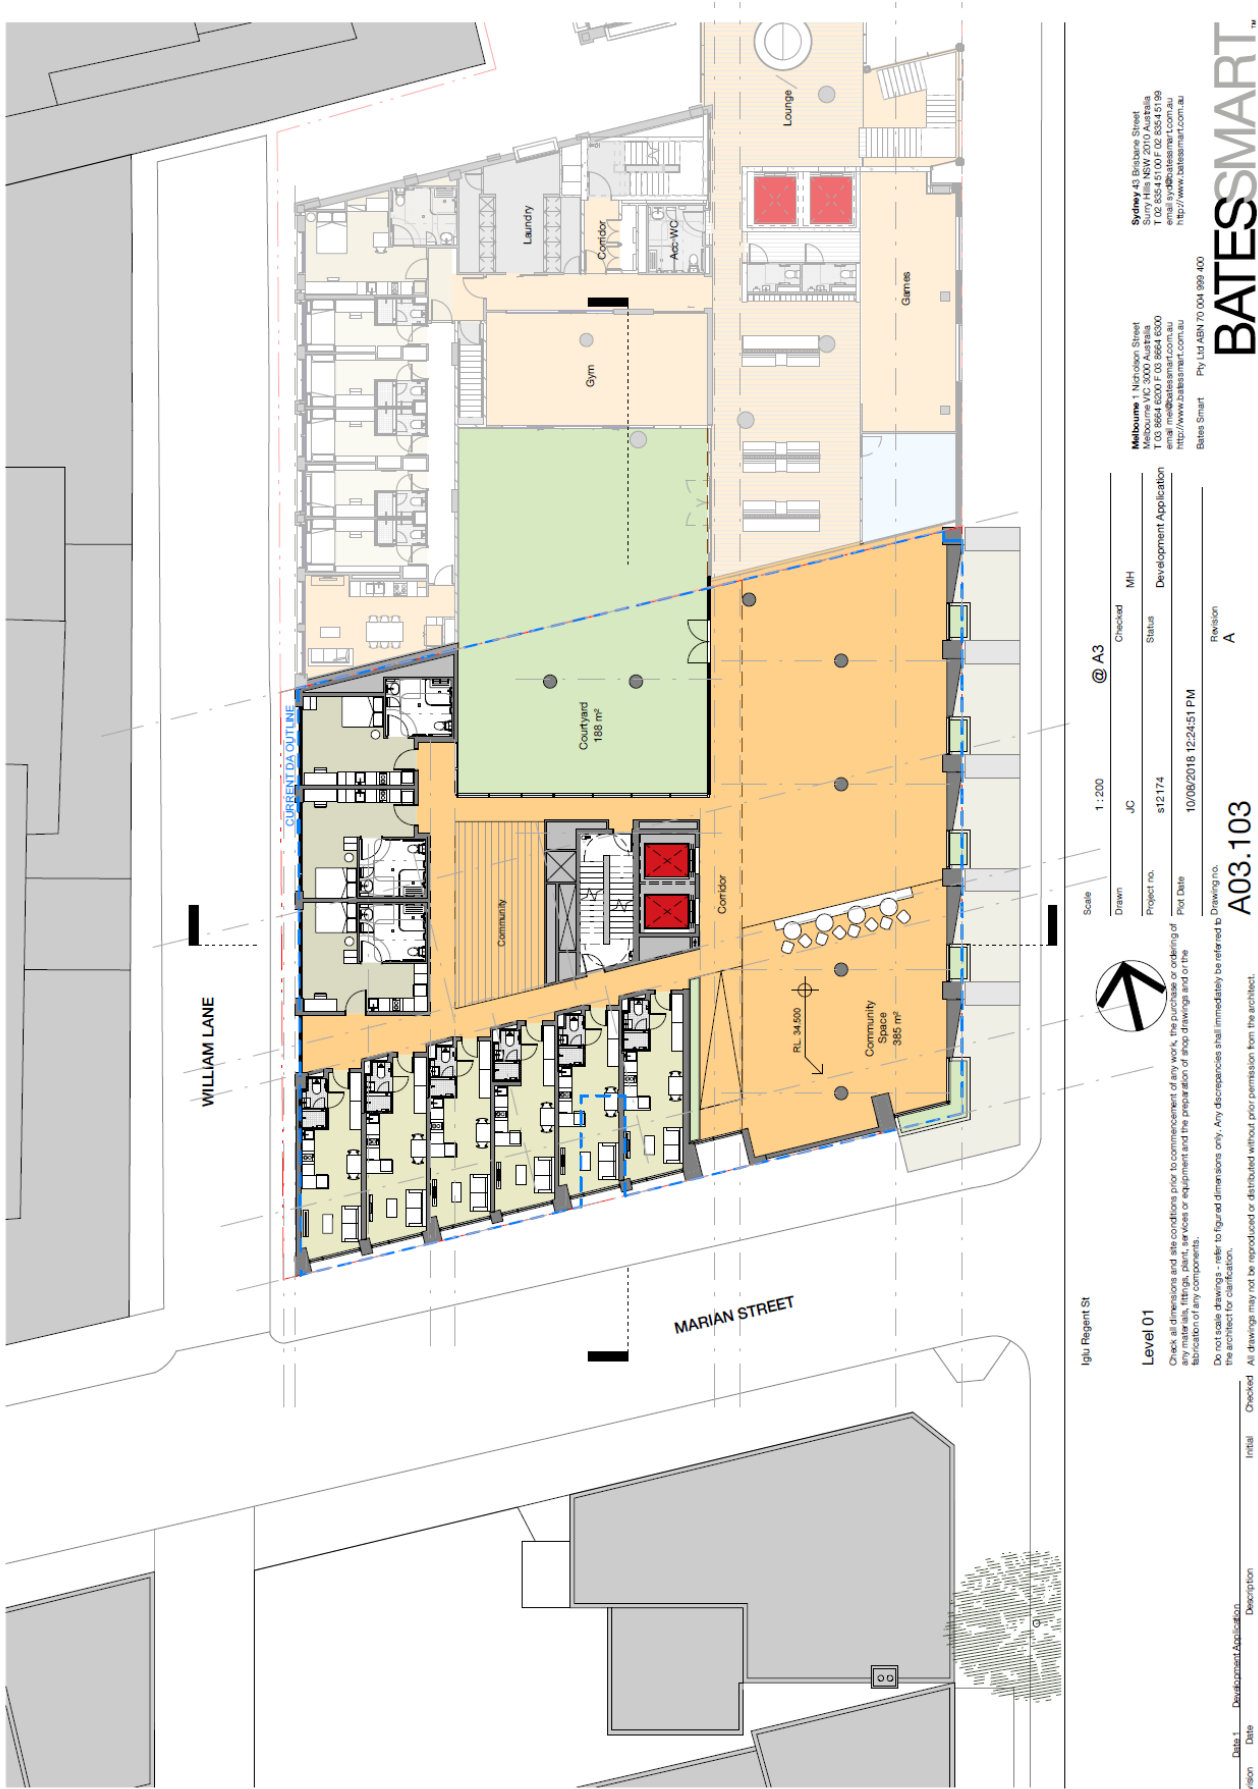 Lounge
Laundry
Corridor
Acc WC
Gym
Games
CURRENT DA OUTLINE
Courtyard
188 m²
WILLIAM LANE
Community
Corridor
RL 34.500
Community
Space
385 m²
MARIAN STREET
Iglu Regent St
Level 01
Check all dimensions and site conditions prior to commencement of any work, the purchase or ordering of
any materials, fittings, plant, services or equipment and the preparation of shop drawings and or the
fabrication of any components.
Do not scale drawings - refer to figured dimensions only. Any discrepancies shall immediately be referred to
the architect for clarification.
All drawings may not be reproduced or distributed without prior permission from the architect.
Scale
1 : 200 @ A3
Drawn JC Checked MH
Project no. s12174 Status Development Application
Plot Date
10/08/2018 12:24:51 PM
Drawing no. Revision
A03.103 A
Melbourne 1 Nicholson Street
Melbourne VIC 3000 Australia
T 03 8664 6200 F 03 8664 6300
email mel@batessmart.com.au
http://www.batessmart.com.au
Sydney 43 Brisbane Street
Surry Hills NSW 2010 Australia
T 02 8354 5100 F 02 8354 5199
email syd@batessmart.com.au
http://www.batessmart.com.au
Bates Smart Pty Ltd ABN 70 004 999 400
BATESSMART™
Date 1 Development Application
Date Description Initial Checked